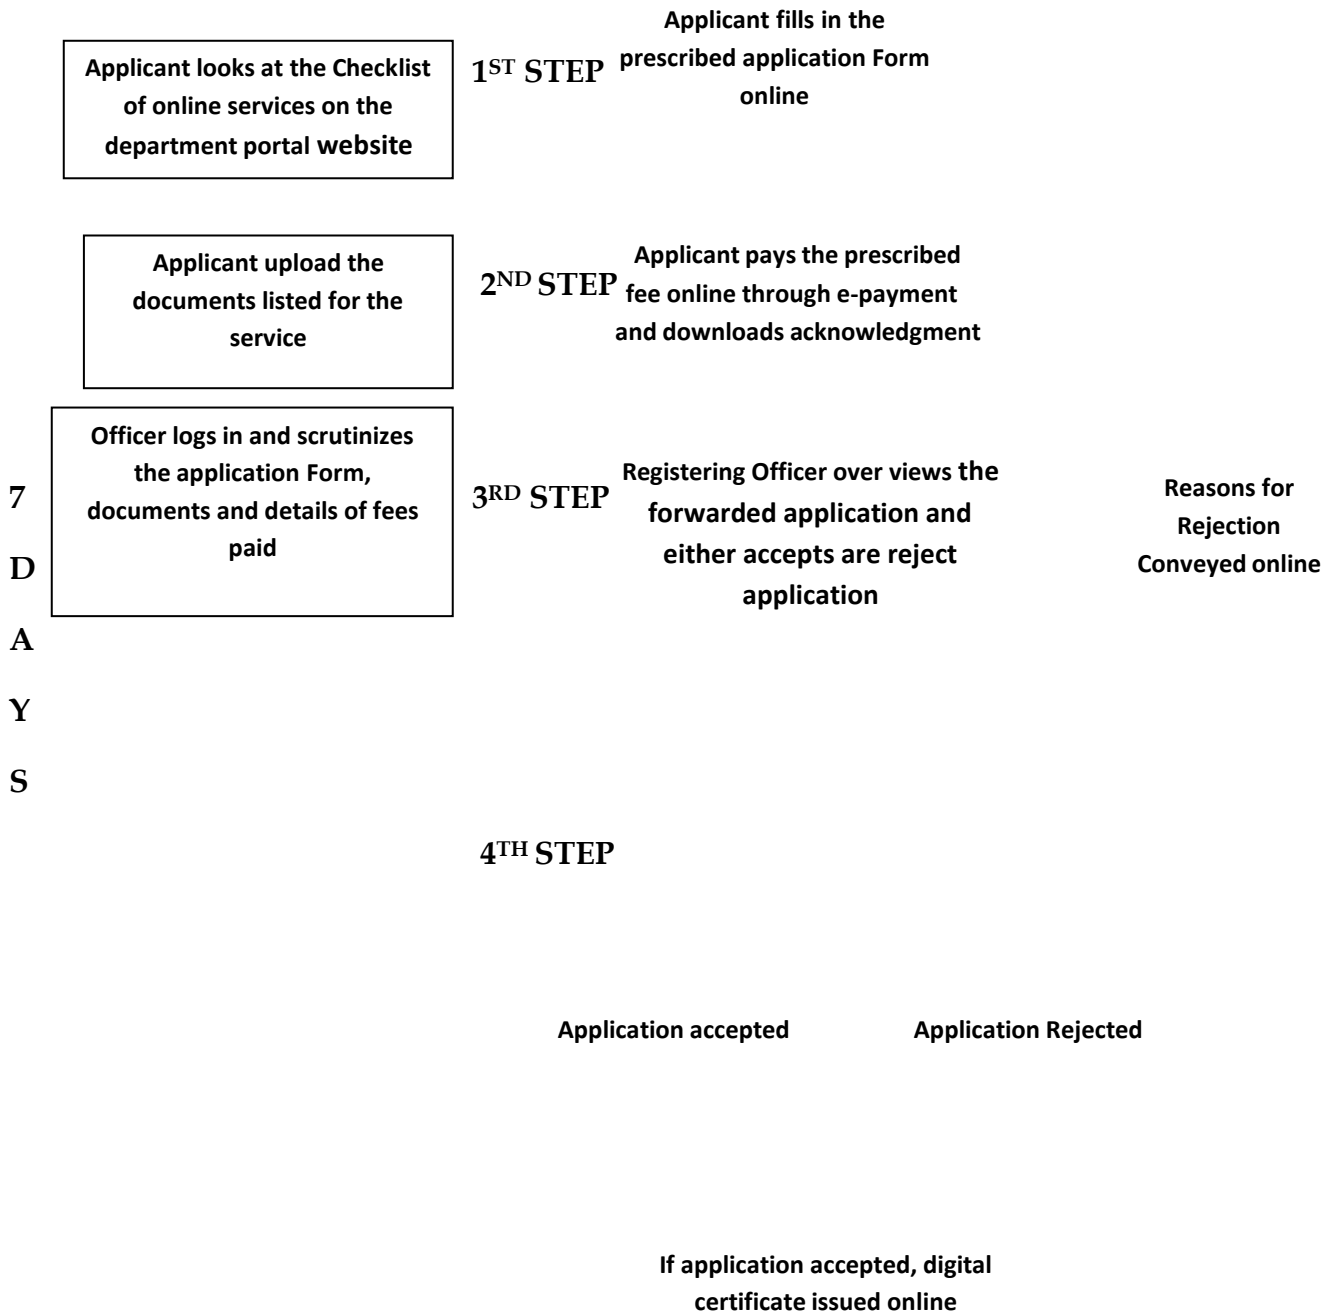 Applicant looks at the Checklist
of online services on the
department portal website
1ST STEP
Applicant fills in the
prescribed application Form
online
Applicant upload the
documents listed for the
service
2ND STEP
Applicant pays the prescribed
fee online through e-payment
and downloads acknowledgment
7
D
A
Y
S
Officer logs in and scrutinizes
the application Form,
documents and details of fees
paid
3RD STEP
Registering Officer over views the
forwarded application and
either accepts are reject
application
Reasons for
Rejection
Conveyed online
4TH STEP
Application accepted
Application Rejected
If application accepted, digital
certificate issued online